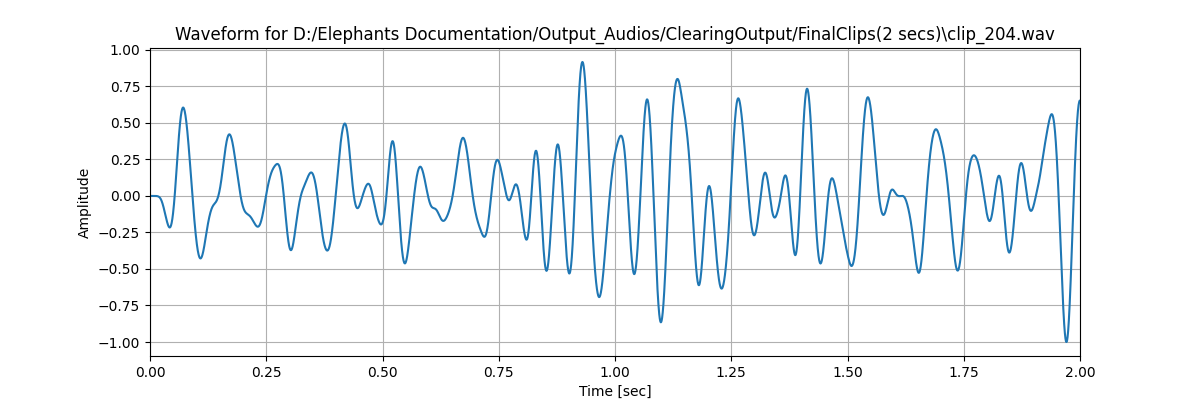 Waveform for D:/Elephants Documentation/Output_Audios/ClearingOutput/FinalClips(2 secs)\clip_204.wav
1.00
0.75
0.50
0.25
0.00
−0.25
−0.50
−0.75
−1.00
Amplitude
0.00 0.25 0.50 0.75 1.00 1.25 1.50 1.75 2.00
Time [sec]